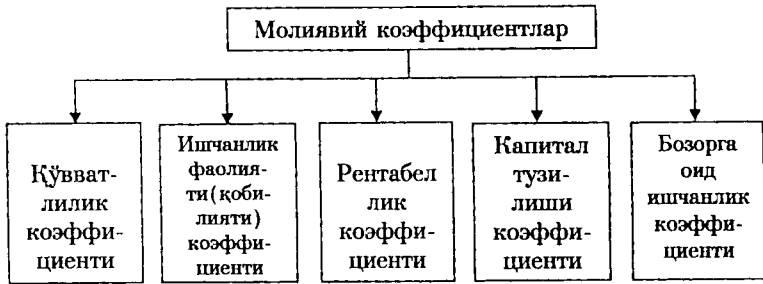 Молиявий коэффициентлар
Қўвват-
лилик
коэффи-
циенти
Ишчанлик
фаолия-
ти(қоби-
лияти)
коэффи-
циенти
Рентабел
лик
коэффи-
циенти
Капитал
тузи-
лиши
коэффи-
циенти
Бозорга
оид
ишчанлик
коэффи-
циенти